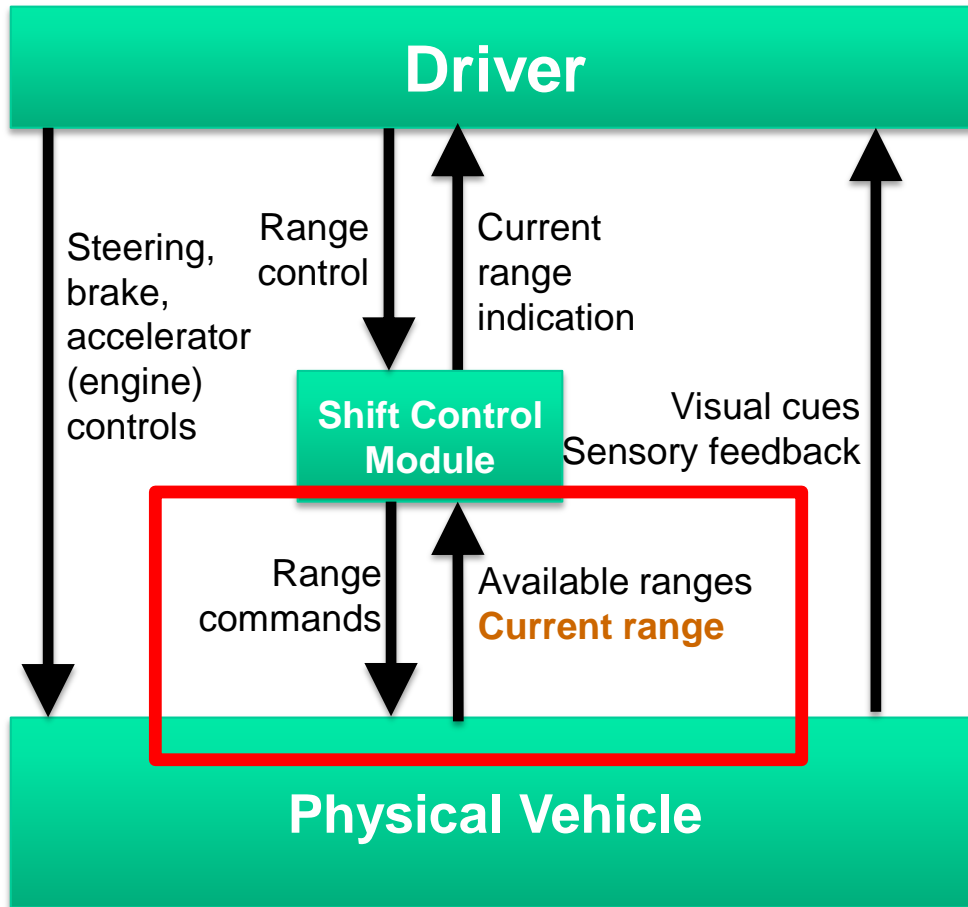 Driver
Steering,
brake,
accelerator
(engine)
controls
Range
control
Current
range
indication
Shift Control
Module
Visual cues
Sensory feedback
Range
commands
Available ranges
Current range
Physical Vehicle